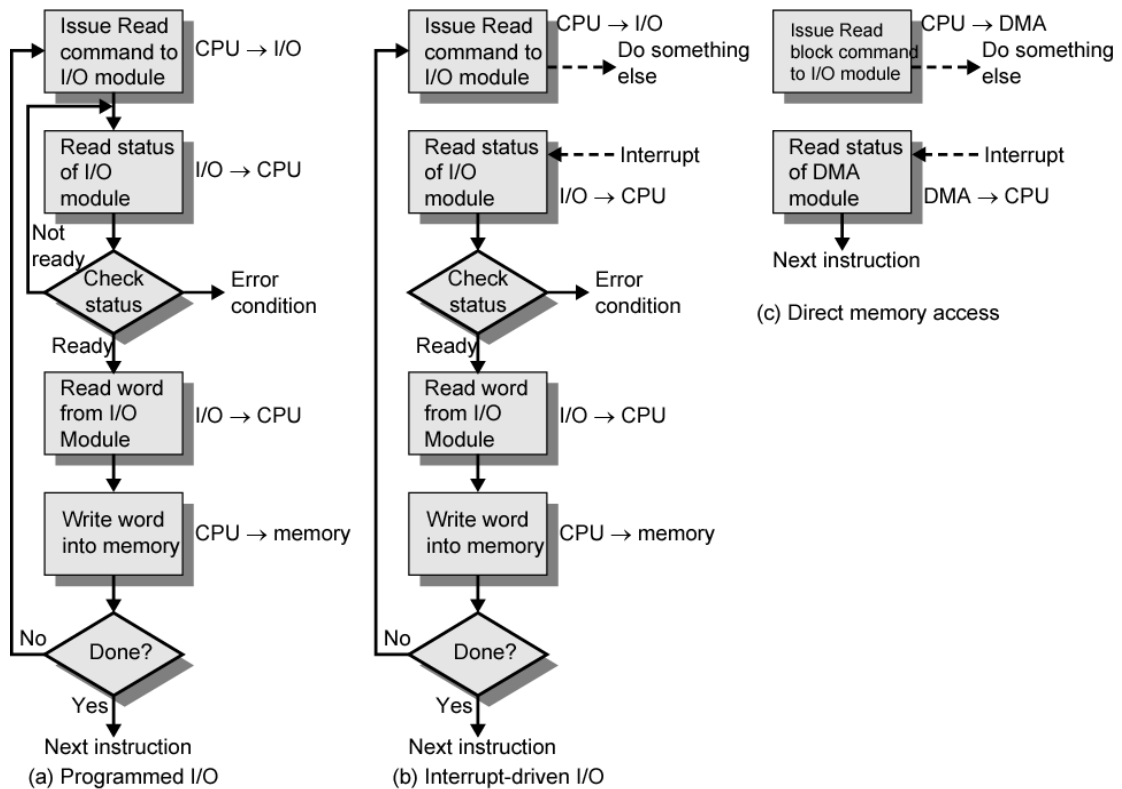 Issue Read
command to
I/O module
CPU → I/O
Read status
of I/O
module
I/O → CPU
Not
ready
Check
status
Error
condition
Ready
Read word
from I/O
Module
I/O → CPU
Write word
into memory
CPU → memory
No
Done?
Yes
Next instruction
(a) Programmed I/O
Issue Read
command to
I/O module
CPU → I/O
Do something
else
Read status
of I/O
module
Interrupt
I/O → CPU
Check
status
Error
condition
Ready
Read word
from I/O
Module
I/O → CPU
Write word
into memory
CPU → memory
No
Done?
Yes
Next instruction
(b) Interrupt-driven I/O
Issue Read
block command
to I/O module
CPU → DMA
Do something
else
Read status
of DMA
module
Interrupt
DMA → CPU
Next instruction
(c) Direct memory access